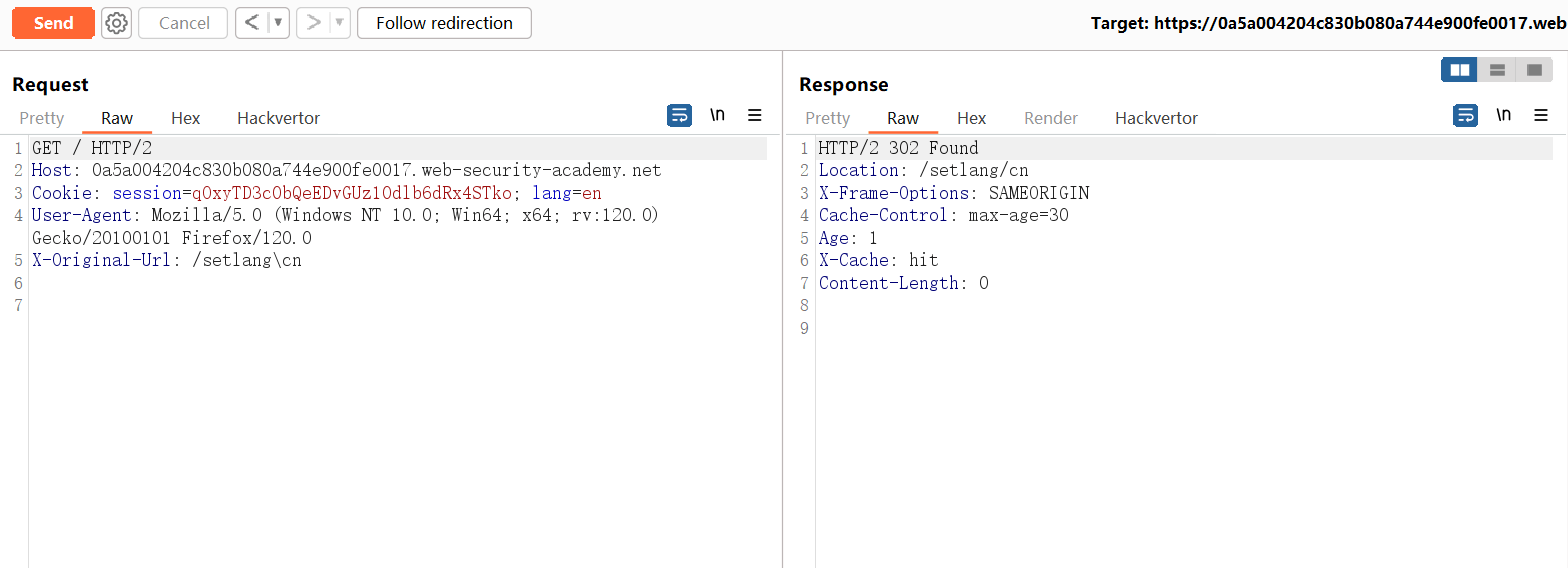 Send Cancel < ▼ > ▼ Follow redirection Target: https://0a5a004204c830b080a744e900fe0017.web
Request
Pretty Raw Hex Hackvertor \n
1 GET / HTTP/2
2 Host: 0a5a004204c830b080a744e900fe0017.web-security-academy.net
3 Cookie: session=qOxyTD3cObQeEDvGUz1Odlb6dRx4STko; lang=en
4 User-Agent: Mozilla/5.0 (Windows NT 10.0; Win64; x64; rv:120.0)
Gecko/20100101 Firefox/120.0
5 X-Original-Url: /setlang\cn
6
7
Response
Pretty Raw Hex Render Hackvertor \n
1 HTTP/2 302 Found
2 Location: /setlang/cn
3 X-Frame-Options: SAMEORIGIN
4 Cache-Control: max-age=30
5 Age: 1
6 X-Cache: hit
7 Content-Length: 0
8
9